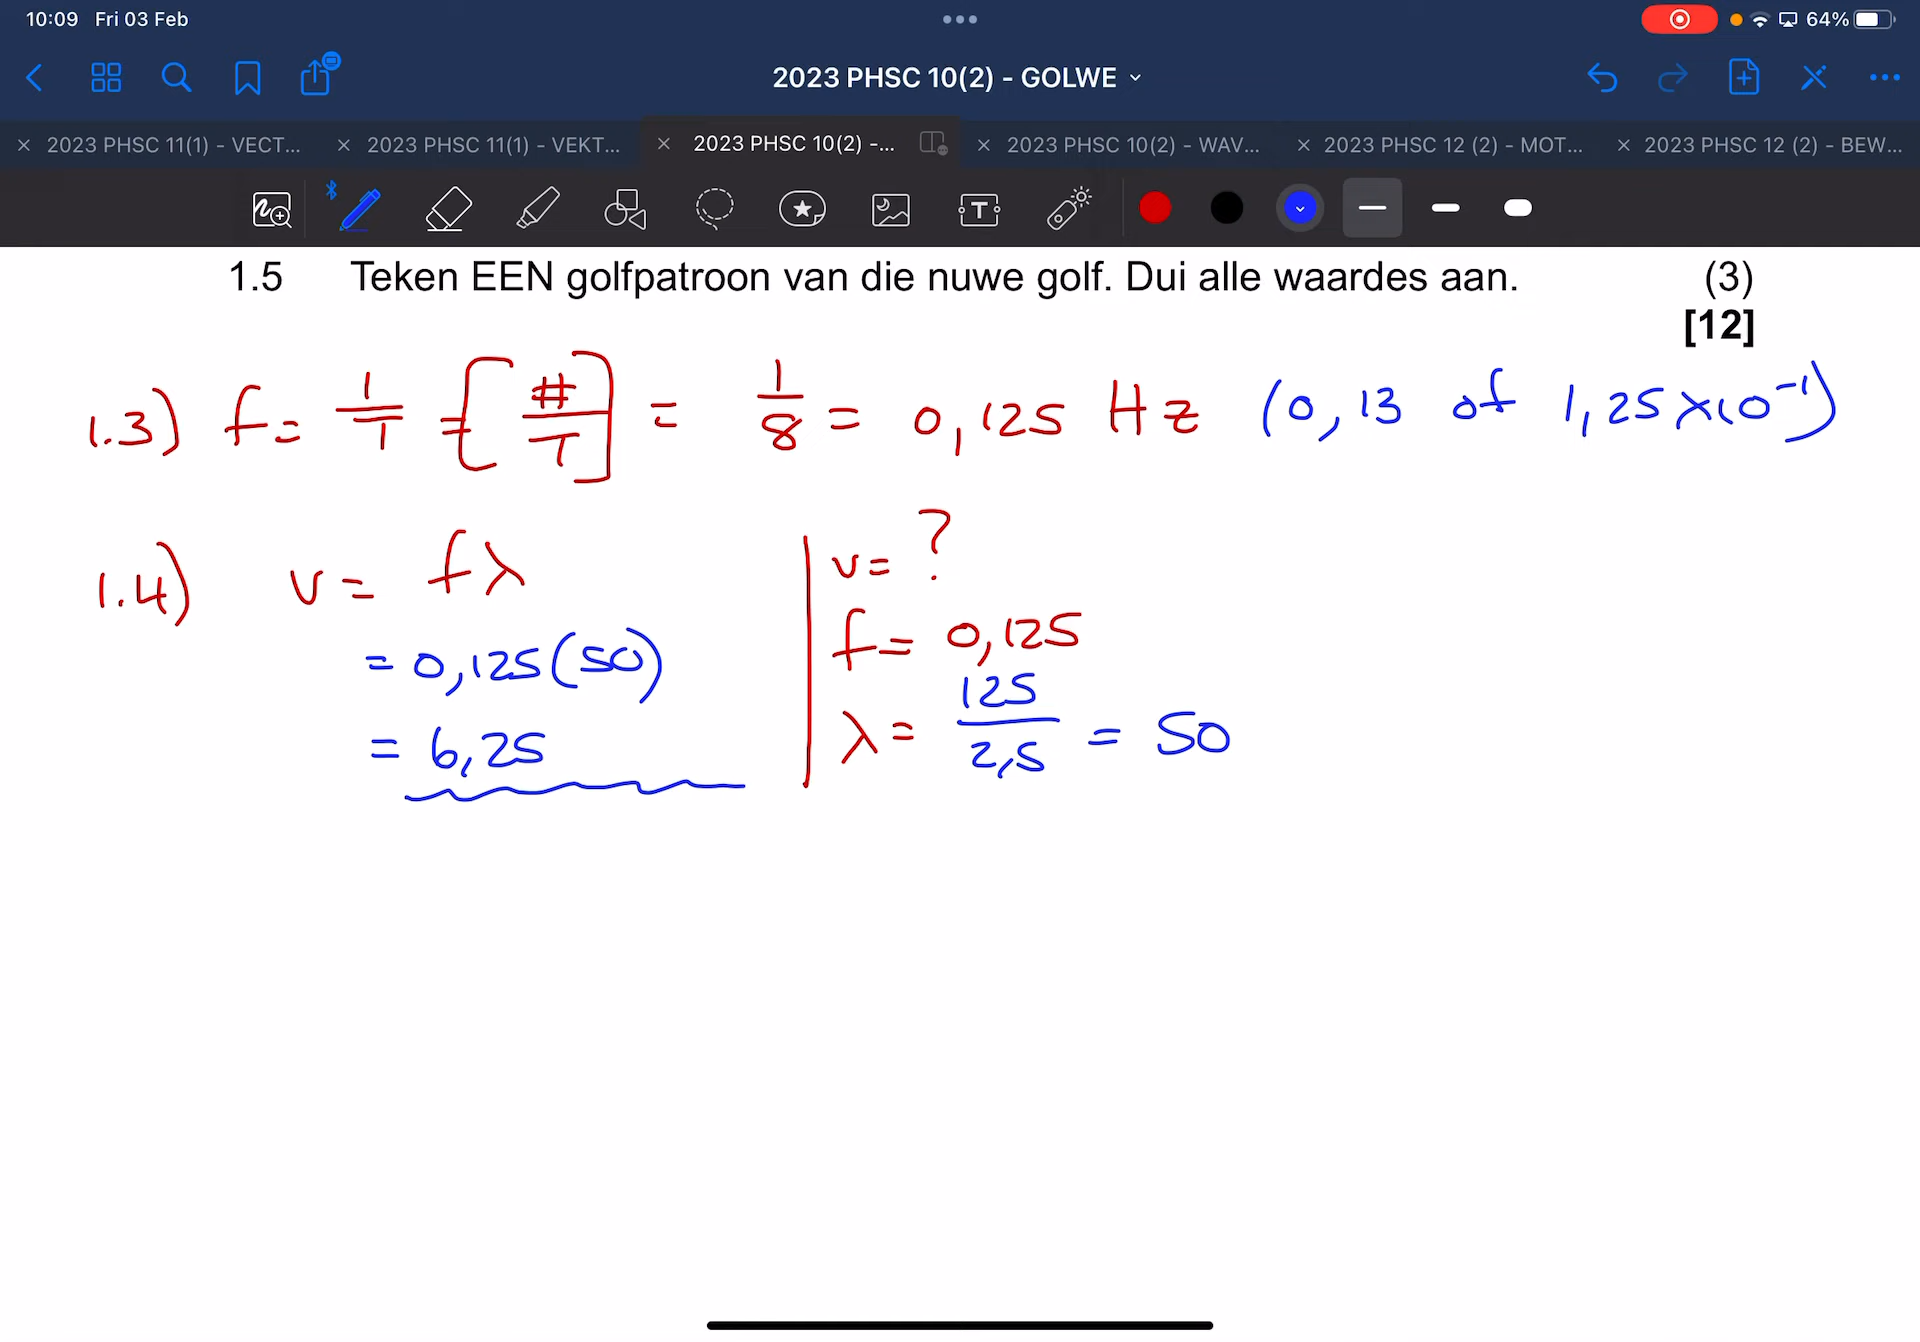 10:09 Fri 03 Feb
64%
2023 PHSC 10(2) - GOLWE
2023 PHSC 11(1) - VECT... 2023 PHSC 11(1) - VEKT... 2023 PHSC 10(2) -... 2023 PHSC 10(2) - WAV... 2023 PHSC 12 (2) - MOT... 2023 PHSC 12 (2) - BEW...
1.5 Teken EEN golfpatroon van die nuwe golf. Dui alle waardes aan. (3)
[12]
1.3) f = 1/T = [#/T] = 1/8 = 0,125 Hz (0,13 of 1,25 x 10⁻¹)
1.4) v = fλ
= 0,125(50)
= 6,25
v = ?
f = 0,125
λ = 125/2,5 = 50